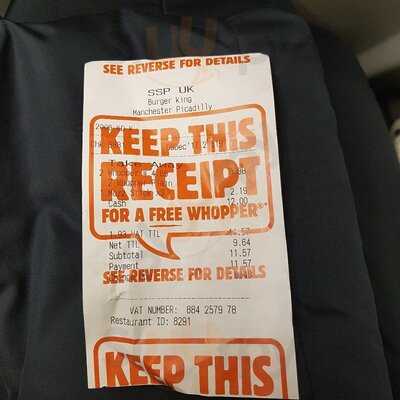 SEE REVERSE FOR DETAILS
SSP UK
Burger King
Manchester Picadilly
KEEP THIS
RECEIPT
FOR A FREE WHOPPER*
Take Away
2.19
Cash 12.00
1.93 VAT TTL
Net TTL 9.64
Subtotal 11.57
Payment 11.57
SEE REVERSE FOR DETAILS
VAT NUMBER: 884 2579 78
Restaurant ID: 8291
KEEP THIS